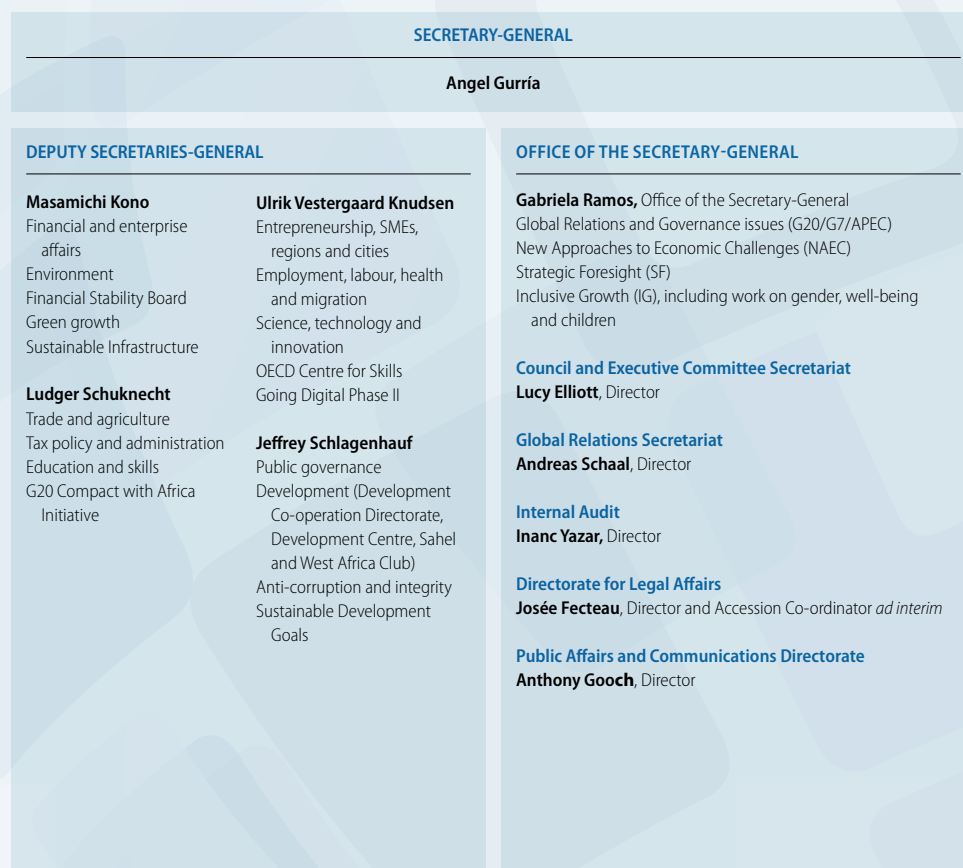 SECRETARY-GENERAL
Angel Gurría
DEPUTY SECRETARIES-GENERAL
Masamichi Kono
Financial and enterprise
affairs
Environment
Financial Stability Board
Green growth
Sustainable Infrastructure
Ludger Schuknecht
Trade and agriculture
Tax policy and administration
Education and skills
G20 Compact with Africa
Initiative
Ulrik Vestergaard Knudsen
Entrepreneurship, SMEs,
regions and cities
Employment, labour, health
and migration
Science, technology and
innovation
OECD Centre for Skills
Going Digital Phase II
Jeffrey Schlagenhauf
Public governance
Development (Development
Co-operation Directorate,
Development Centre, Sahel
and West Africa Club)
Anti-corruption and integrity
Sustainable Development
Goals
OFFICE OF THE SECRETARY-GENERAL
Gabriela Ramos, Office of the Secretary-General
Global Relations and Governance issues (G20/G7/APEC)
New Approaches to Economic Challenges (NAEC)
Strategic Foresight (SF)
Inclusive Growth (IG), including work on gender, well-being
and children
Council and Executive Committee Secretariat
Lucy Elliott, Director
Global Relations Secretariat
Andreas Schaal, Director
Internal Audit
Inanc Yazar, Director
Directorate for Legal Affairs
Josée Fecteau, Director and Accession Co-ordinator ad interim
Public Affairs and Communications Directorate
Anthony Gooch, Director